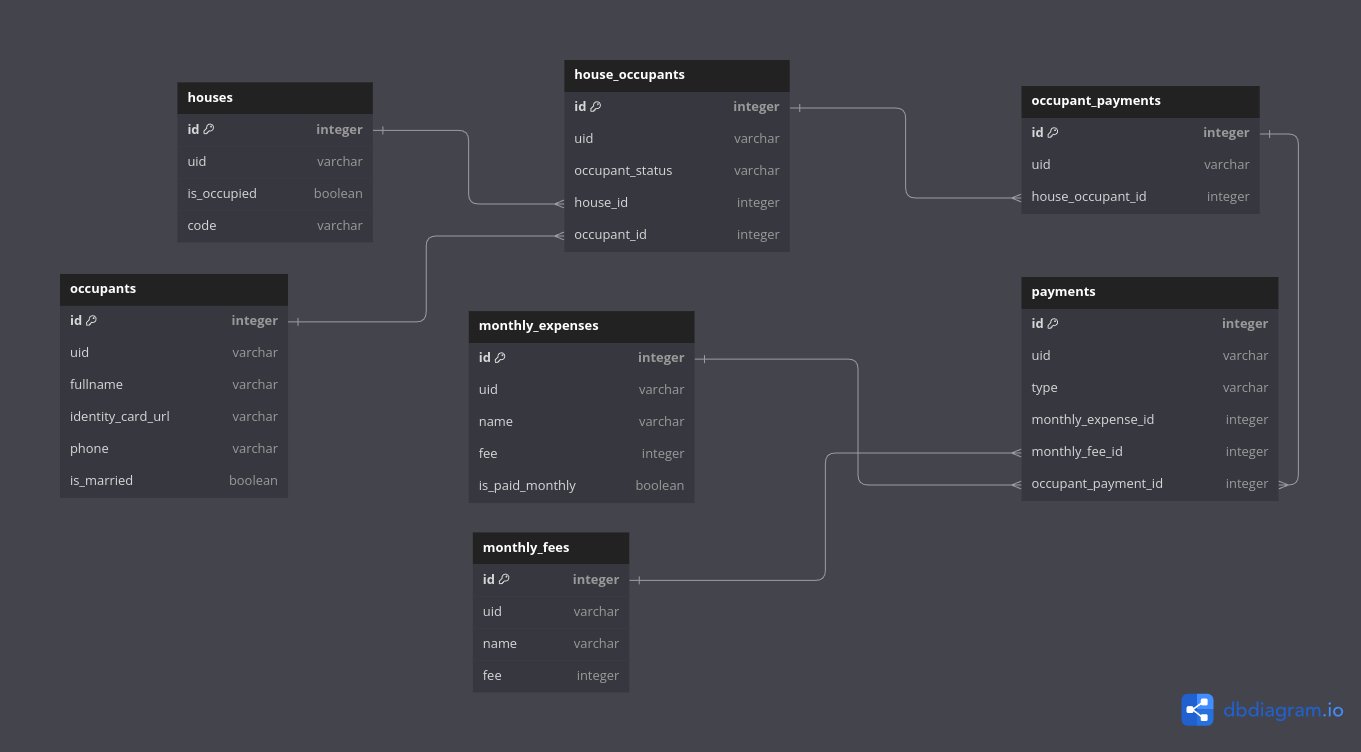 houses
id integer
uid varchar
is_occupied boolean
code varchar
house_occupants
id integer
uid varchar
occupant_status varchar
house_id integer
occupant_id integer
occupant_payments
id integer
uid varchar
house_occupant_id integer
occupants
id integer
uid varchar
fullname varchar
identity_card_url varchar
phone varchar
is_married boolean
monthly_expenses
id integer
uid varchar
name varchar
fee integer
is_paid_monthly boolean
payments
id integer
uid varchar
type varchar
monthly_expense_id integer
monthly_fee_id integer
occupant_payment_id integer
monthly_fees
id integer
uid varchar
name varchar
fee integer
dbdiagram.io